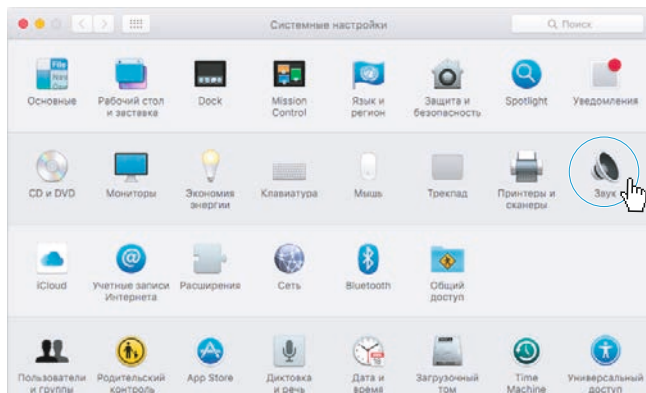 Системные настройки
Поиск
Основные
Рабочий стол
и заставка
Dock
Mission
Control
Язык и
регион
Защита и
безопасность
Spotlight
Уведомления
CD и DVD
Мониторы
Экономия
энергии
Клавиатура
Мышь
Трекпад
Принтеры и
сканеры
Звук
iCloud
Учетные записи
Интернета
Расширения
Сеть
Bluetooth
Общий
доступ
Пользователи
и группы
Родительский
контроль
App Store
Диктовка
и речь
Дата и
время
Загрузочный
том
Time
Machine
Универсальный
доступ